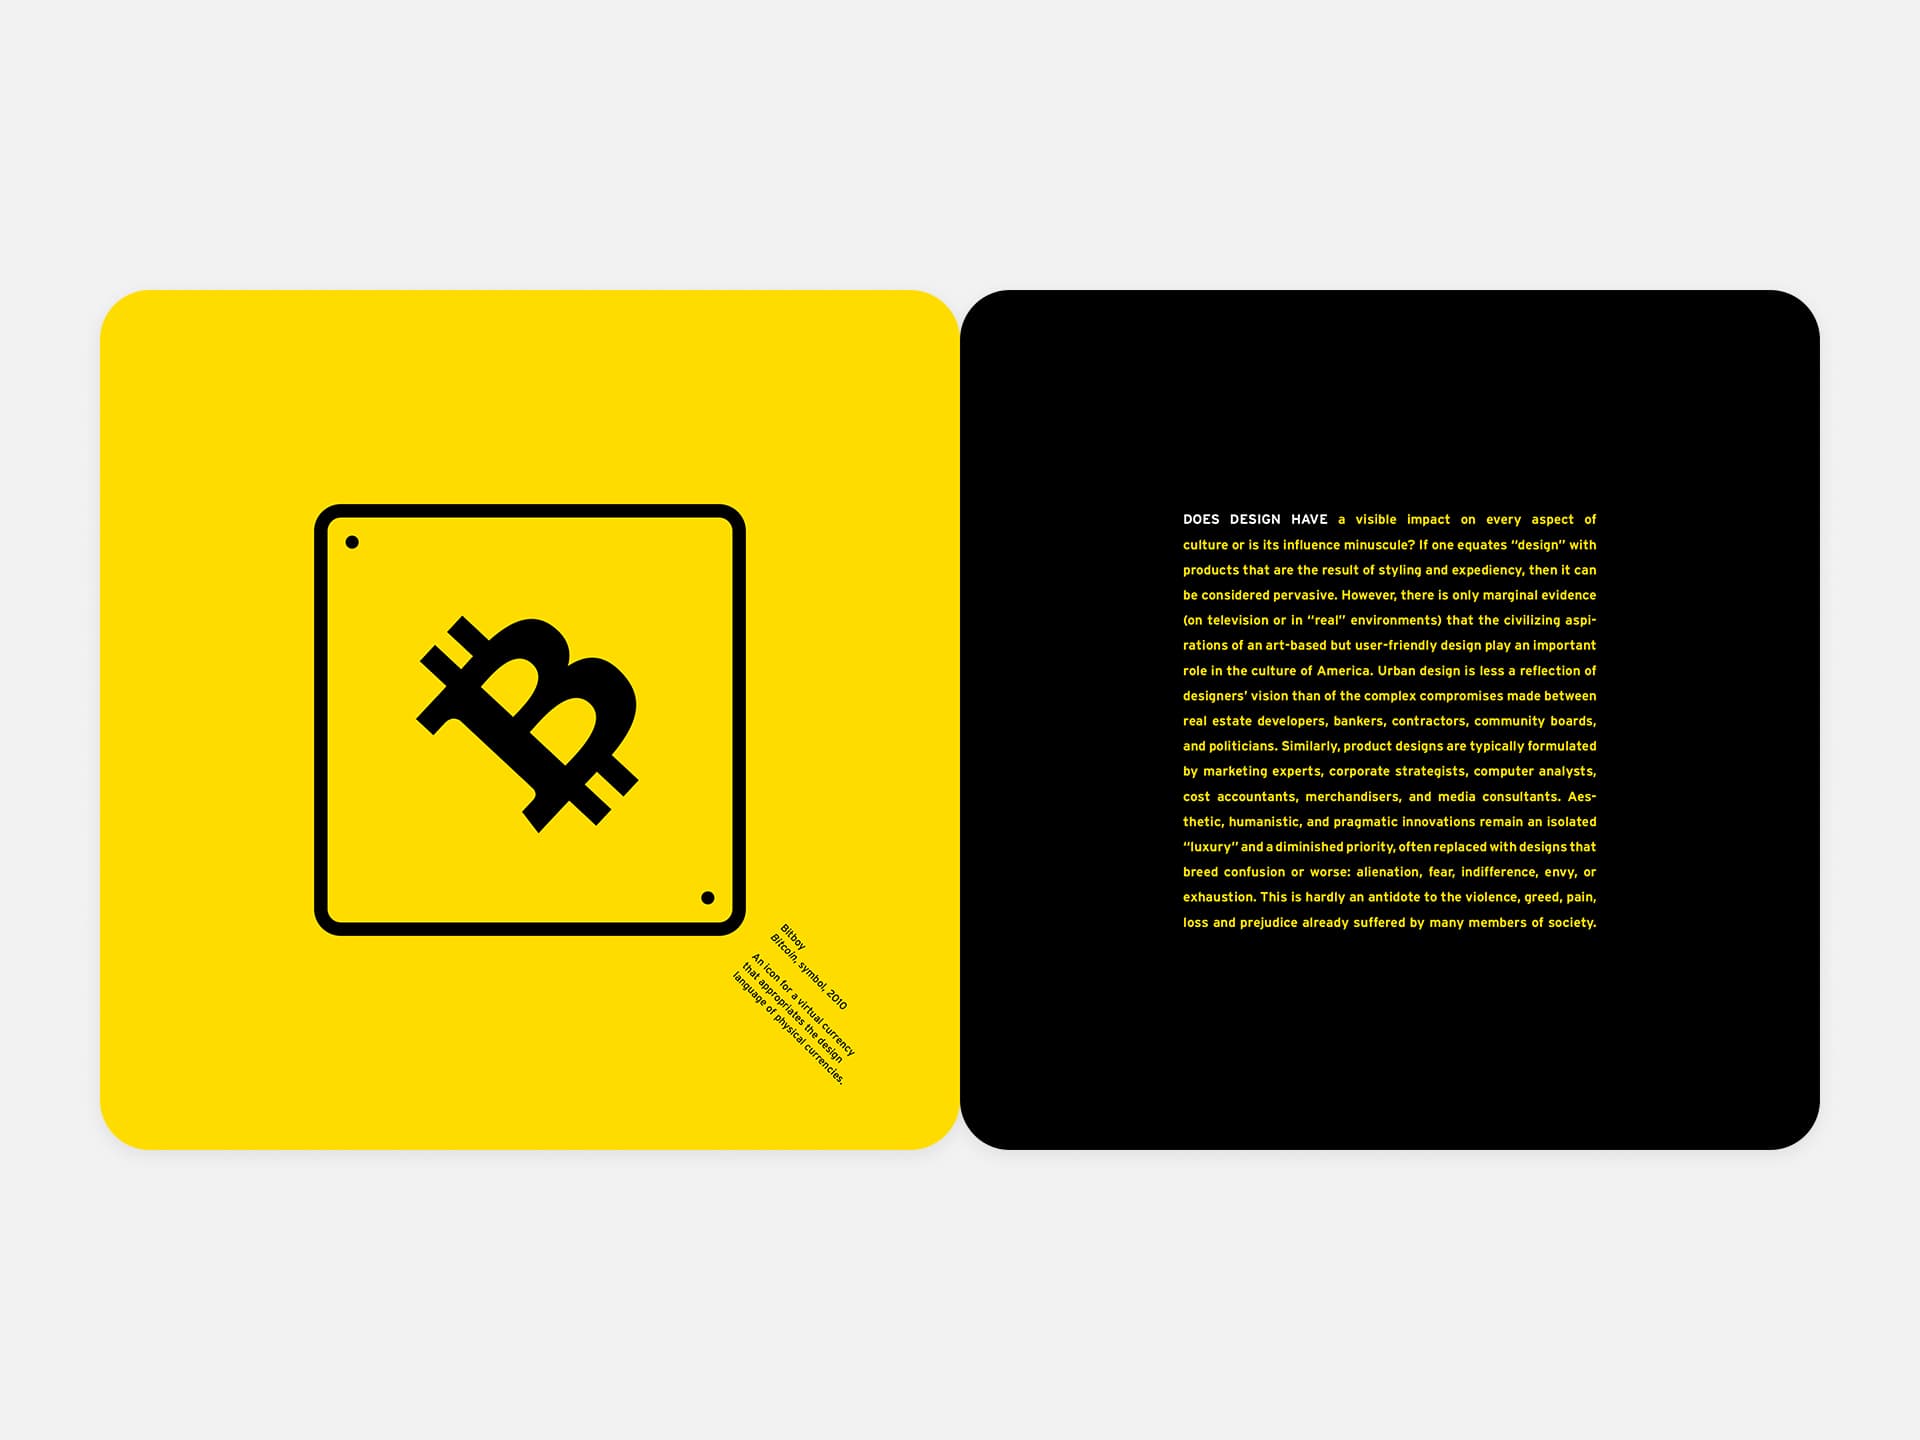 Bitboy
Bitcoin, symbol, 2010
An icon for a virtual currency
that appropriates the design
language of physical currencies.
DOES DESIGN HAVE a visible impact on every aspect of
culture or is its influence minuscule? If one equates “design” with
products that are the result of styling and expediency, then it can
be considered pervasive. However, there is only marginal evidence
(on television or in “real” environments) that the civilizing aspi-
rations of an art-based but user-friendly design play an important
role in the culture of America. Urban design is less a reflection of
designers’ vision than of the complex compromises made between
real estate developers, bankers, contractors, community boards,
and politicians. Similarly, product designs are typically formulated
by marketing experts, corporate strategists, computer analysts,
cost accountants, merchandisers, and media consultants. Aes-
thetic, humanistic, and pragmatic innovations remain an isolated
“luxury” and a diminished priority, often replaced with designs that
breed confusion or worse: alienation, fear, indifference, envy, or
exhaustion. This is hardly an antidote to the violence, greed, pain,
loss and prejudice already suffered by many members of society.